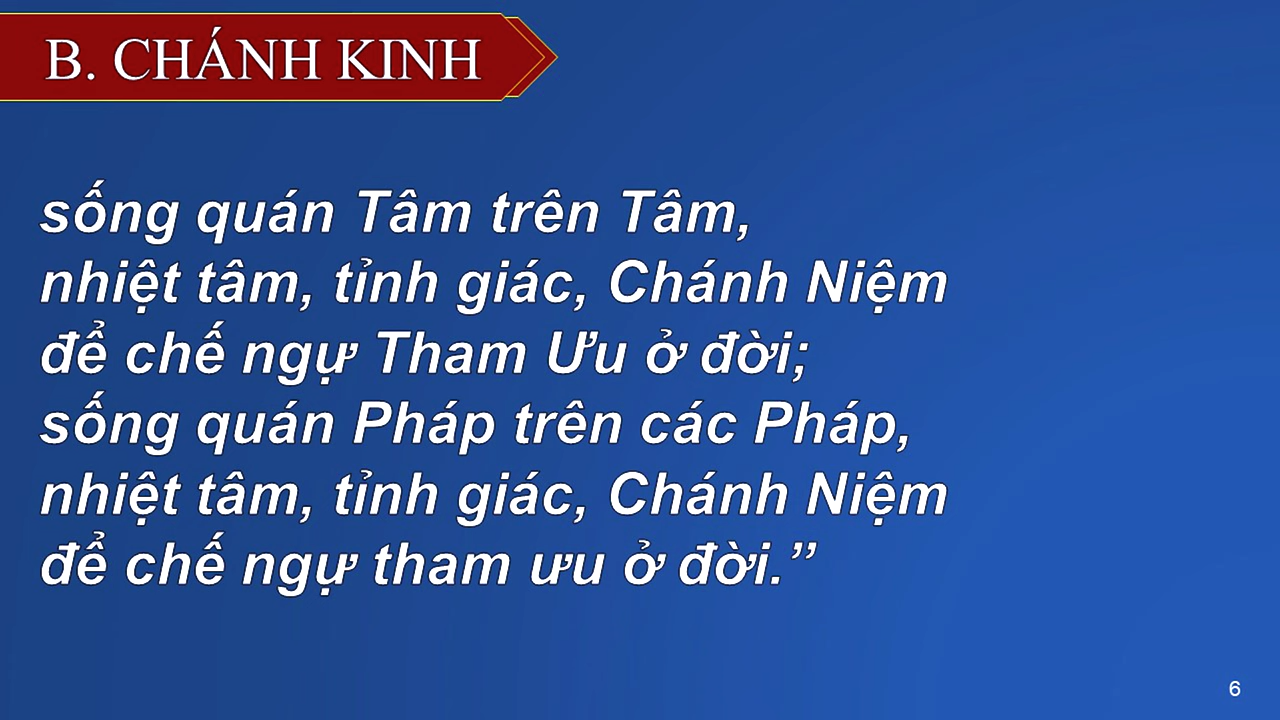 B. CHÁNH KINH
sống quán Tâm trên Tâm,
nhiệt tâm, tỉnh giác, Chánh Niệm
để chế ngự Tham Ưu ở đời;
sống quán Pháp trên các Pháp,
nhiệt tâm, tỉnh giác, Chánh Niệm
để chế ngự tham ưu ở đời.”
6